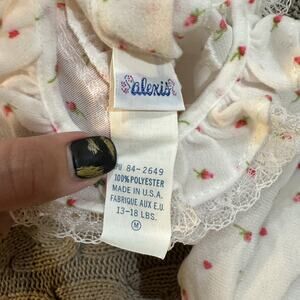 alexis
84-2649
100% POLYESTER
MADE IN U.S.A.
FABRIQUE AUX E.U.
13-18 LBS.
M